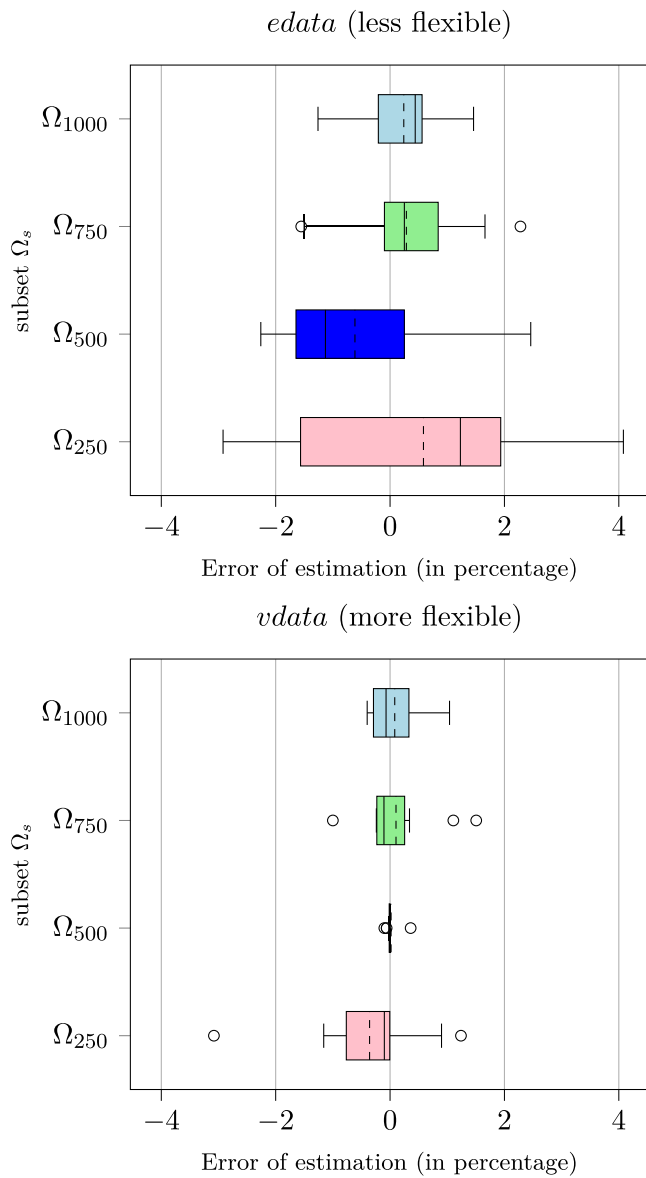 edata (less flexible)
Ω1000
Ω750
Ω500
Ω250
subset Ωs
−4 −2 0 2 4
Error of estimation (in percentage)
vdata (more flexible)
Ω1000
Ω750
Ω500
Ω250
subset Ωs
−4 −2 0 2 4
Error of estimation (in percentage)